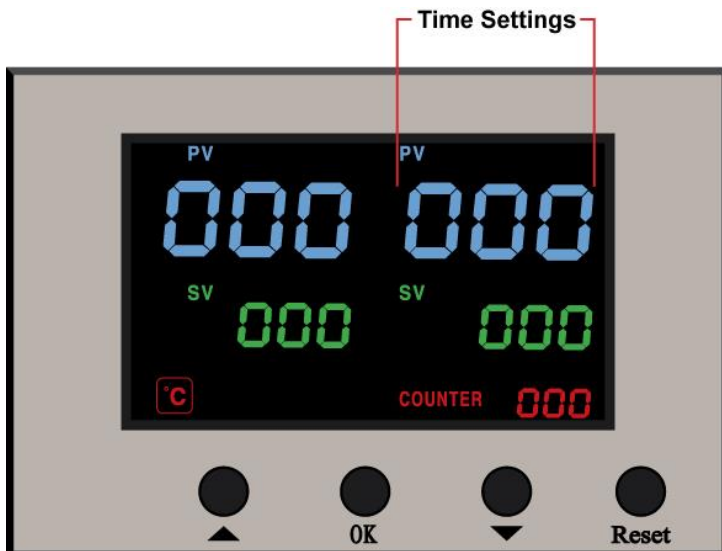 Time Settings
PV PV
000 000
SV SV
000 000
°C COUNTER 000
OK Reset